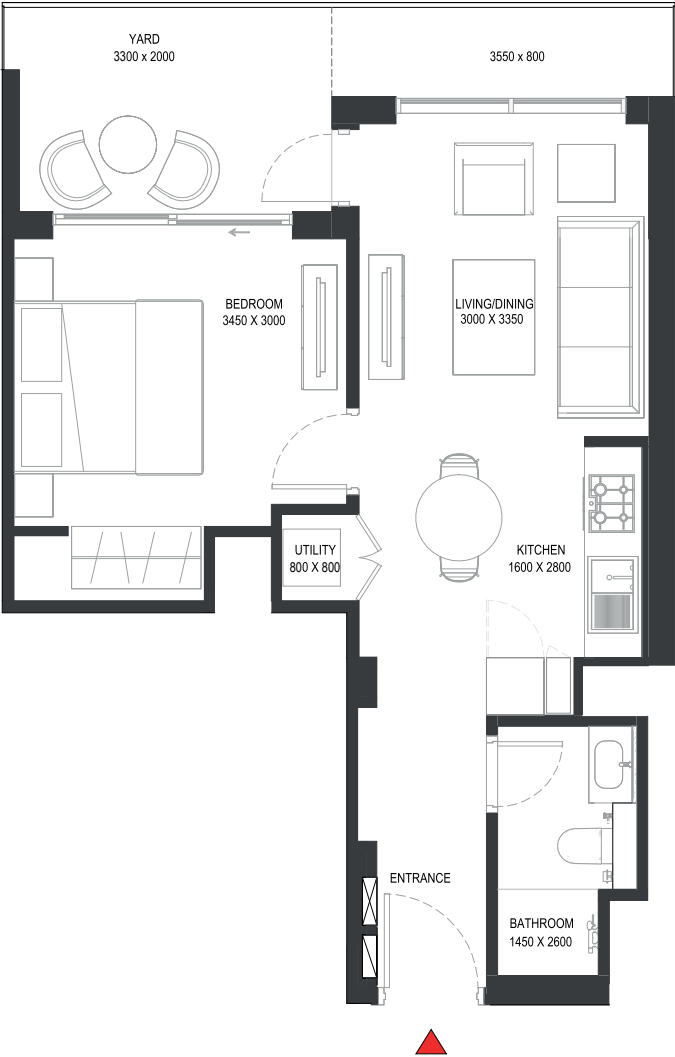 YARD
3300 x 2000
3550 x 800
BEDROOM
3450 X 3000
LIVING/DINING
3000 X 3350
UTILITY
800 X 800
KITCHEN
1600 X 2800
ENTRANCE
BATHROOM
1450 X 2600